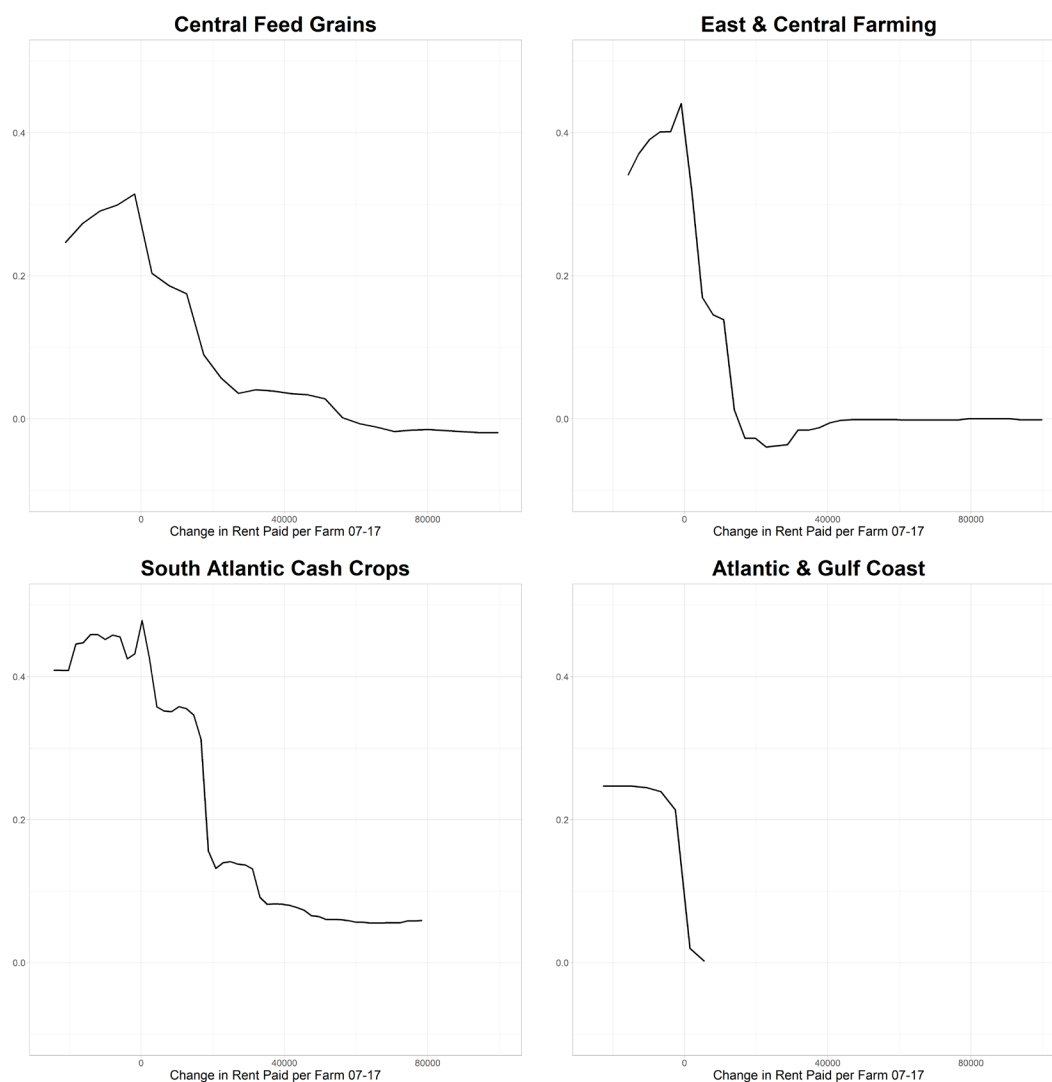 Central Feed Grains
0.4
0.2
0.0
0 40000 80000
Change in Rent Paid per Farm 07-17
East & Central Farming
0.4
0.2
0.0
0 40000 80000
Change in Rent Paid per Farm 07-17
South Atlantic Cash Crops
0.4
0.2
0.0
0 40000 80000
Change in Rent Paid per Farm 07-17
Atlantic & Gulf Coast
0.4
0.2
0.0
0 40000 80000
Change in Rent Paid per Farm 07-17